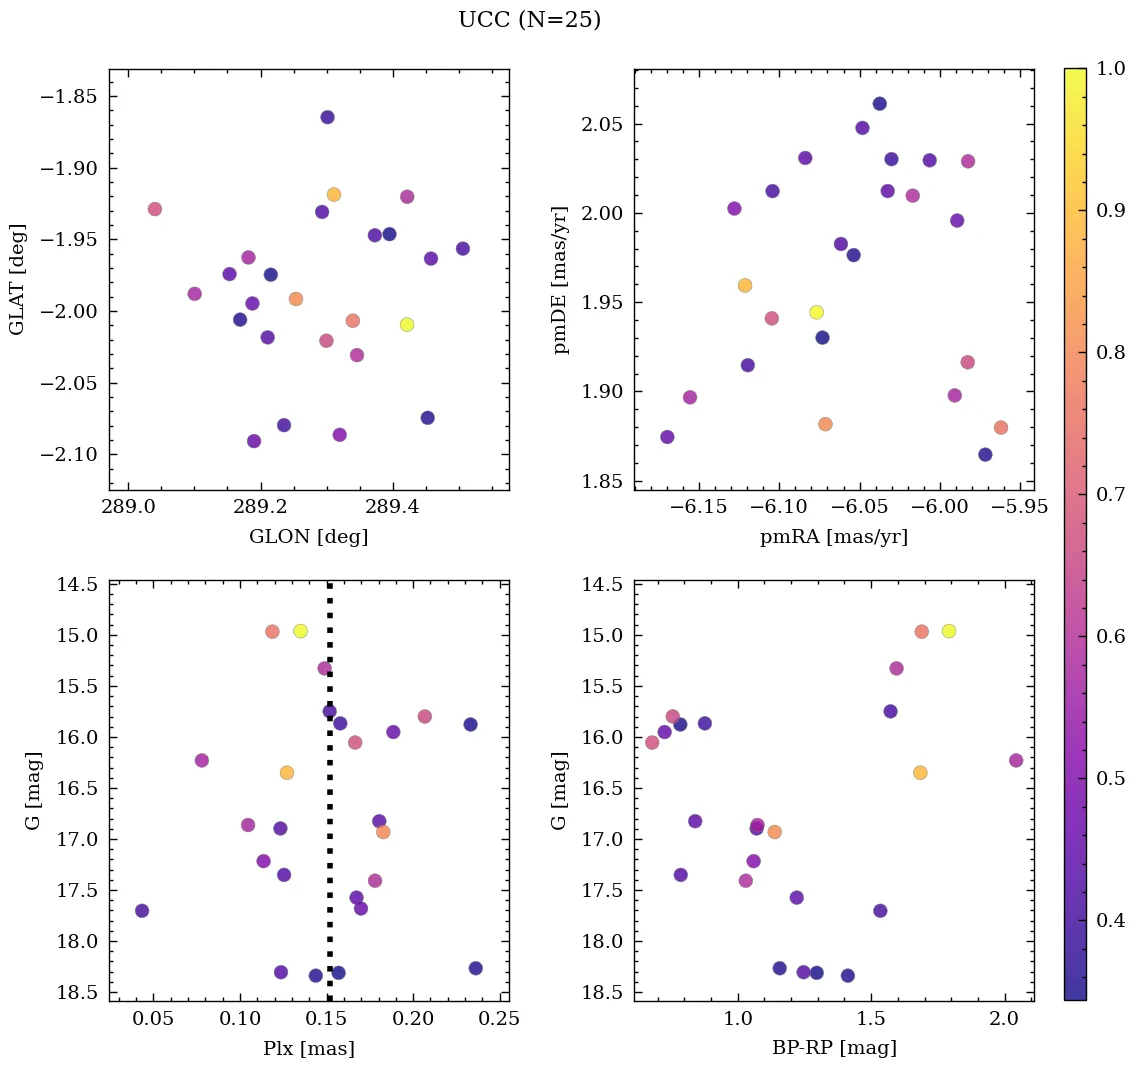 UCC (N=25)
−1.85
−1.90
−1.95
−2.00
−2.05
−2.10
GLAT [deg]
289.0 289.2 289.4
GLON [deg]
2.05
2.00
1.95
1.90
1.85
pmDE [mas/yr]
−6.15 −6.10 −6.05 −6.00 −5.95
pmRA [mas/yr]
14.5
15.0
15.5
16.0
16.5
17.0
17.5
18.0
18.5
G [mag]
0.05 0.10 0.15 0.20 0.25
Plx [mas]
14.5
15.0
15.5
16.0
16.5
17.0
17.5
18.0
18.5
G [mag]
1.0 1.5 2.0
BP-RP [mag]
1.0
0.9
0.8
0.7
0.6
0.5
0.4